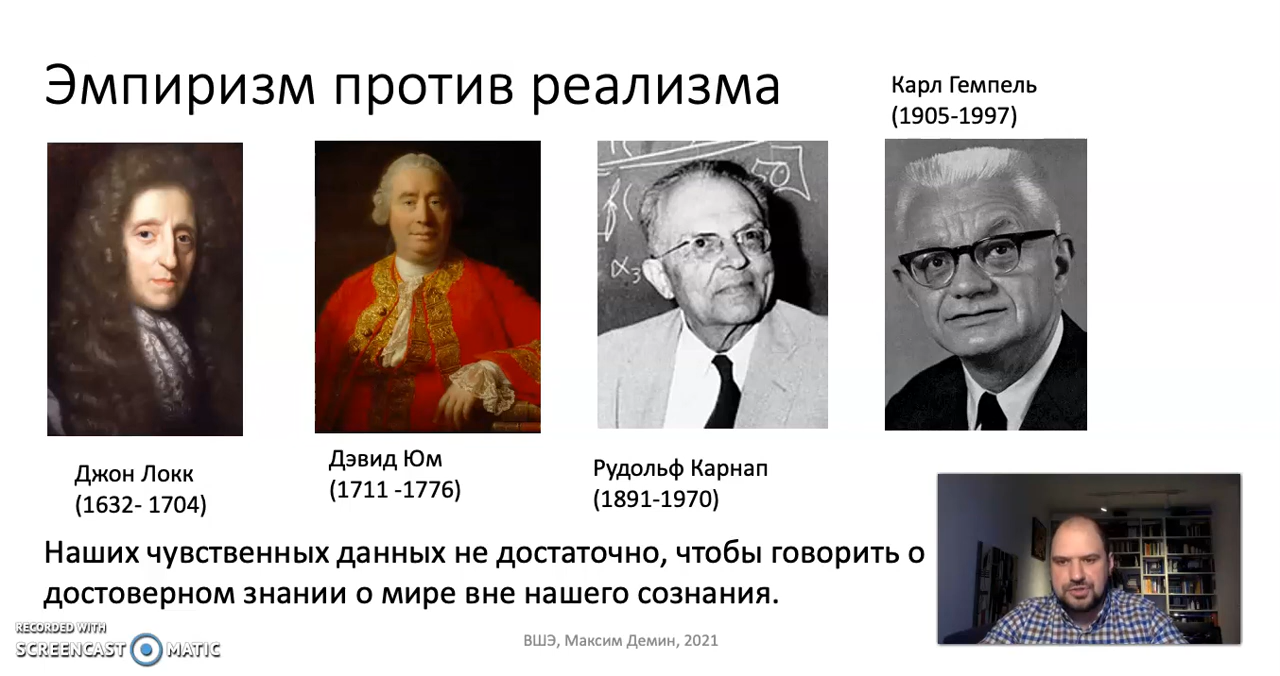 Эмпиризм против реализма
Карл Гемпель
(1905-1997)
Джон Локк
(1632- 1704)
Дэвид Юм
(1711 -1776)
Рудольф Карнап
(1891-1970)
Наших чувственных данных не достаточно, чтобы говорить о
достоверном знании о мире вне нашего сознания.
RECORDED WITH
SCREENCAST MATIC
ВШЭ, Максим Демин, 2021